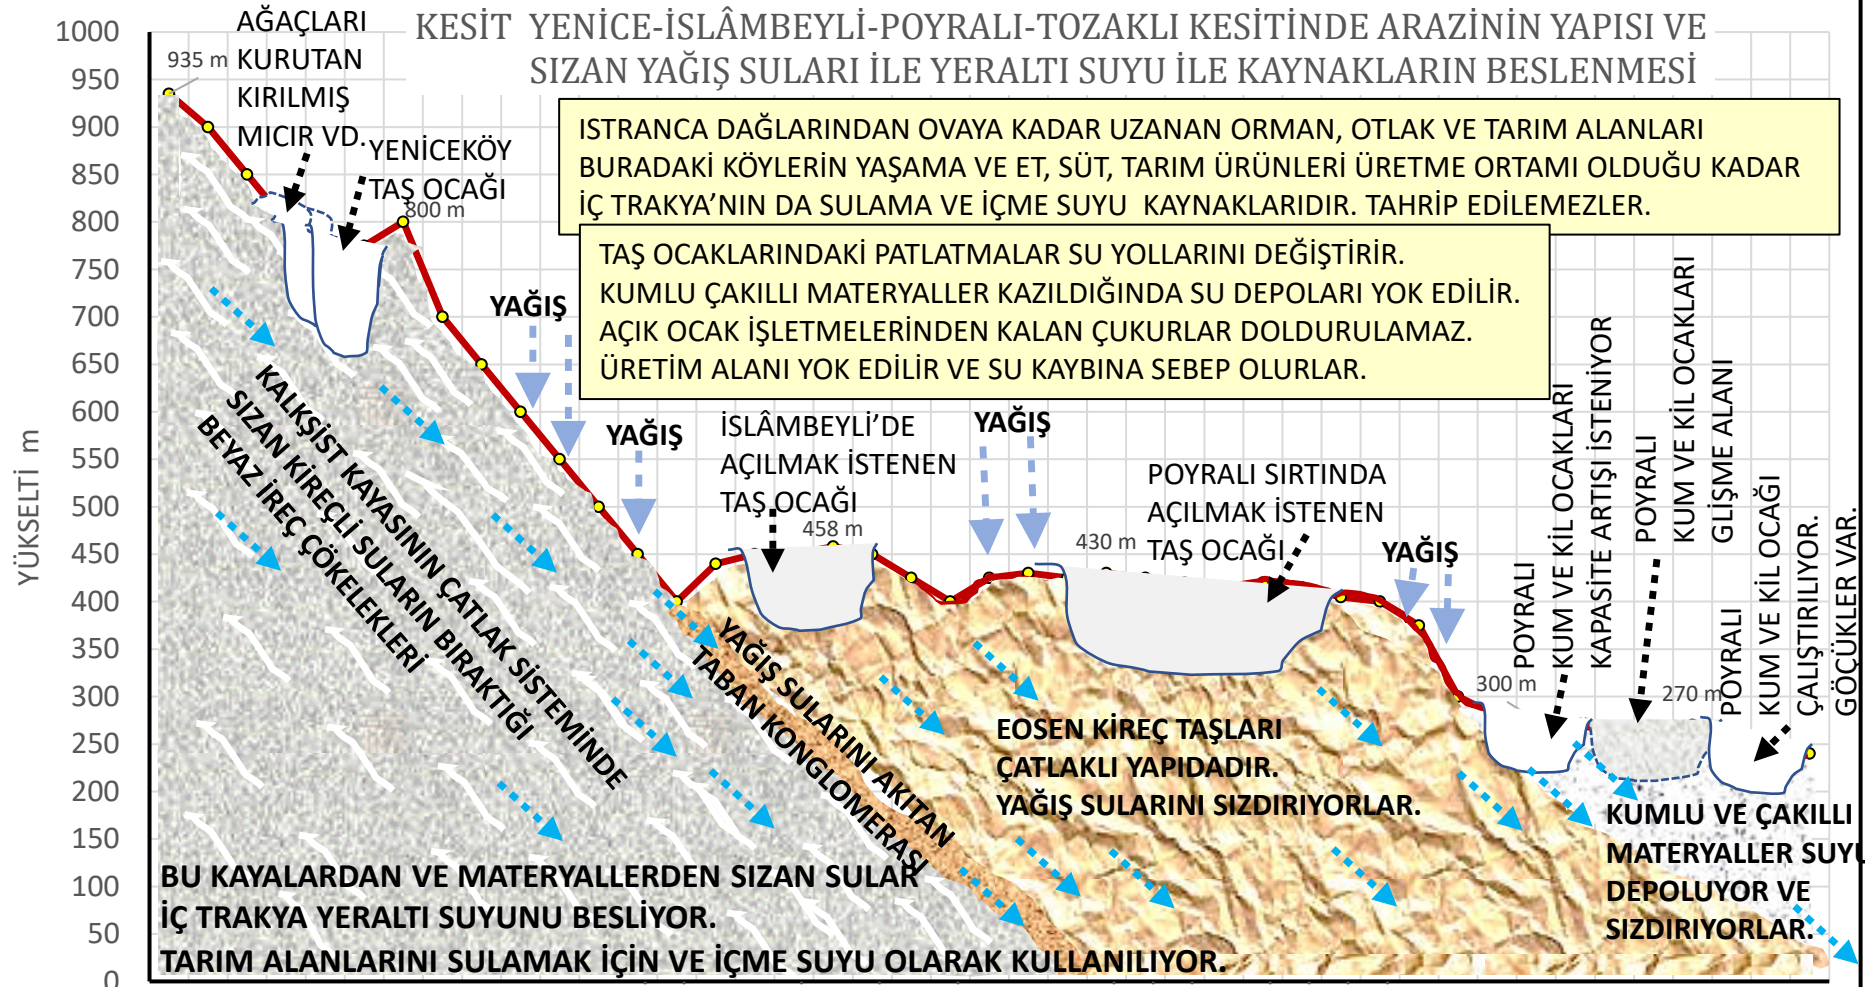 KESİT YENİCE-İSLÂMBEYLİ-POYRALI-TOZAKLI KESİTİNDE ARAZİNİN YAPISI VE
SIZAN YAĞIŞ SULARI İLE YERALTI SUYU İLE KAYNAKLARIN BESLENMESİ
YÜKSELTİ m
1000
950
900
850
800
750
700
650
600
550
500
450
400
350
300
250
200
150
100
50
0
935 m
AĞAÇLARI
KURUTAN
KIRILMIŞ
MICIR VD.
YENİCEKÖY
TAŞ OCAĞI
800 m
ISTRANCA DAĞLARINDAN OVAYA KADAR UZANAN ORMAN, OTLAK VE TARIM ALANLARI
BURADAKİ KÖYLERİN YAŞAMA VE ET, SÜT, TARIM ÜRÜNLERİ ÜRETME ORTAMI OLDUĞU KADAR
İÇ TRAKYA’NIN DA SULAMA VE İÇME SUYU KAYNAKLARIDIR. TAHRİP EDİLEMEZLER.
TAŞ OCAKLARINDAKİ PATLATMALAR SU YOLLARINI DEĞİŞTİRİR.
KUMLU ÇAKILLI MATERYALLER KAZILDIĞINDA SU DEPOLARI YOK EDİLİR.
AÇIK OCAK İŞLETMELERİNDEN KALAN ÇUKURLAR DOLDURULAMAZ.
ÜRETİM ALANI YOK EDİLİR VE SU KAYBINA SEBEP OLURLAR.
YAĞIŞ
YAĞIŞ
İSLÂMBEYLİ’DE
AÇILMAK İSTENEN
TAŞ OCAĞI
458 m
YAĞIŞ
430 m
POYRALI SIRTINDA
AÇILMAK İSTENEN
TAŞ OCAĞI
YAĞIŞ
POYRALI
KUM VE KİL OCAKLARI
KAPASİTE ARTIŞI İSTENİYOR
300 m
POYRALI
KUM VE KİL OCAKLARI
GLİŞME ALANI
270 m
POYRALI
KUM VE KİL OCAĞI
ÇALIŞTIRILIYOR.
GÖÇÜKLER VAR.
KALKŞİST KAYASININ ÇATLAK SİSTEMİNDE
SIZAN KİREÇLİ SULARIN BIRAKTIĞI
BEYAZ İREÇ ÇÖKELEKLERİ
YAĞIŞ SULARINI AKITAN
TABAN KONGLOMERASI
EOSEN KİREÇ TAŞLARI
ÇATLAKLI YAPIDADIR.
YAĞIŞ SULARINI SIZDIRIYORLAR.
KUMLU VE ÇAKILLI
MATERYALLER SUYU
DEPOLUYOR VE
SIZDIRIYORLAR.
BU KAYALARDAN VE MATERYALLERDEN SIZAN SULAR
İÇ TRAKYA YERALTI SUYUNU BESLİYOR.
TARIM ALANLARINI SULAMAK İÇİN VE İÇME SUYU OLARAK KULLANILIYOR.